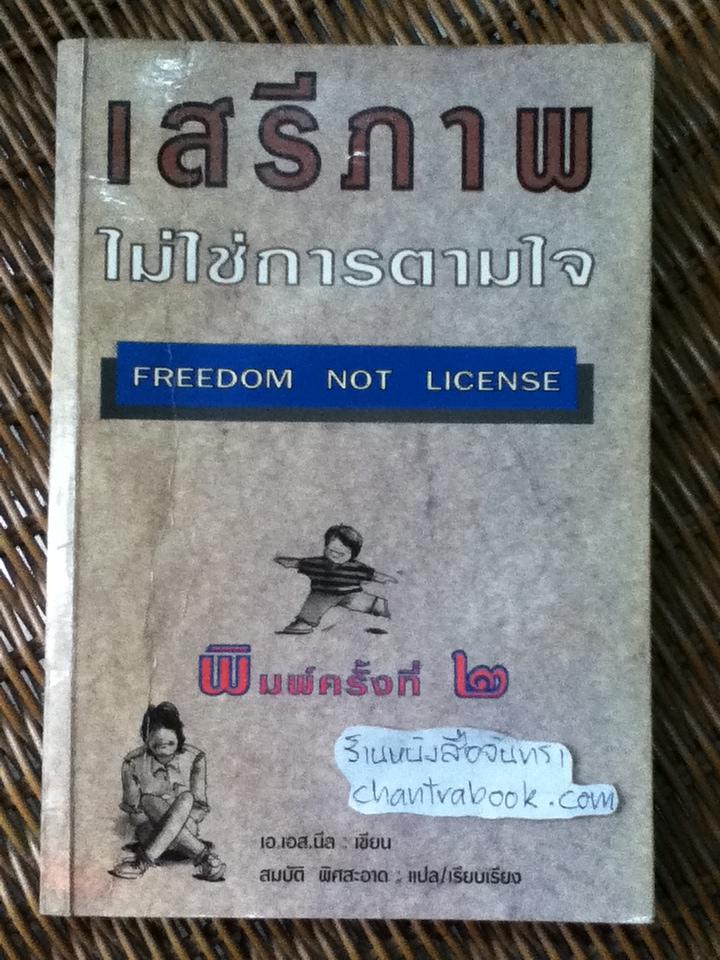 เสรีภาพ
ไม่ใช่การตามใจ
FREEDOM NOT LICENSE
พิมพ์ครั้งที่ ๒
ร้านหนังสือจันทรา
chantrabook.com
เอ.เอส.นีล : เขียน
สมบัติ พิศสะอาด : แปล/เรียบเรียง